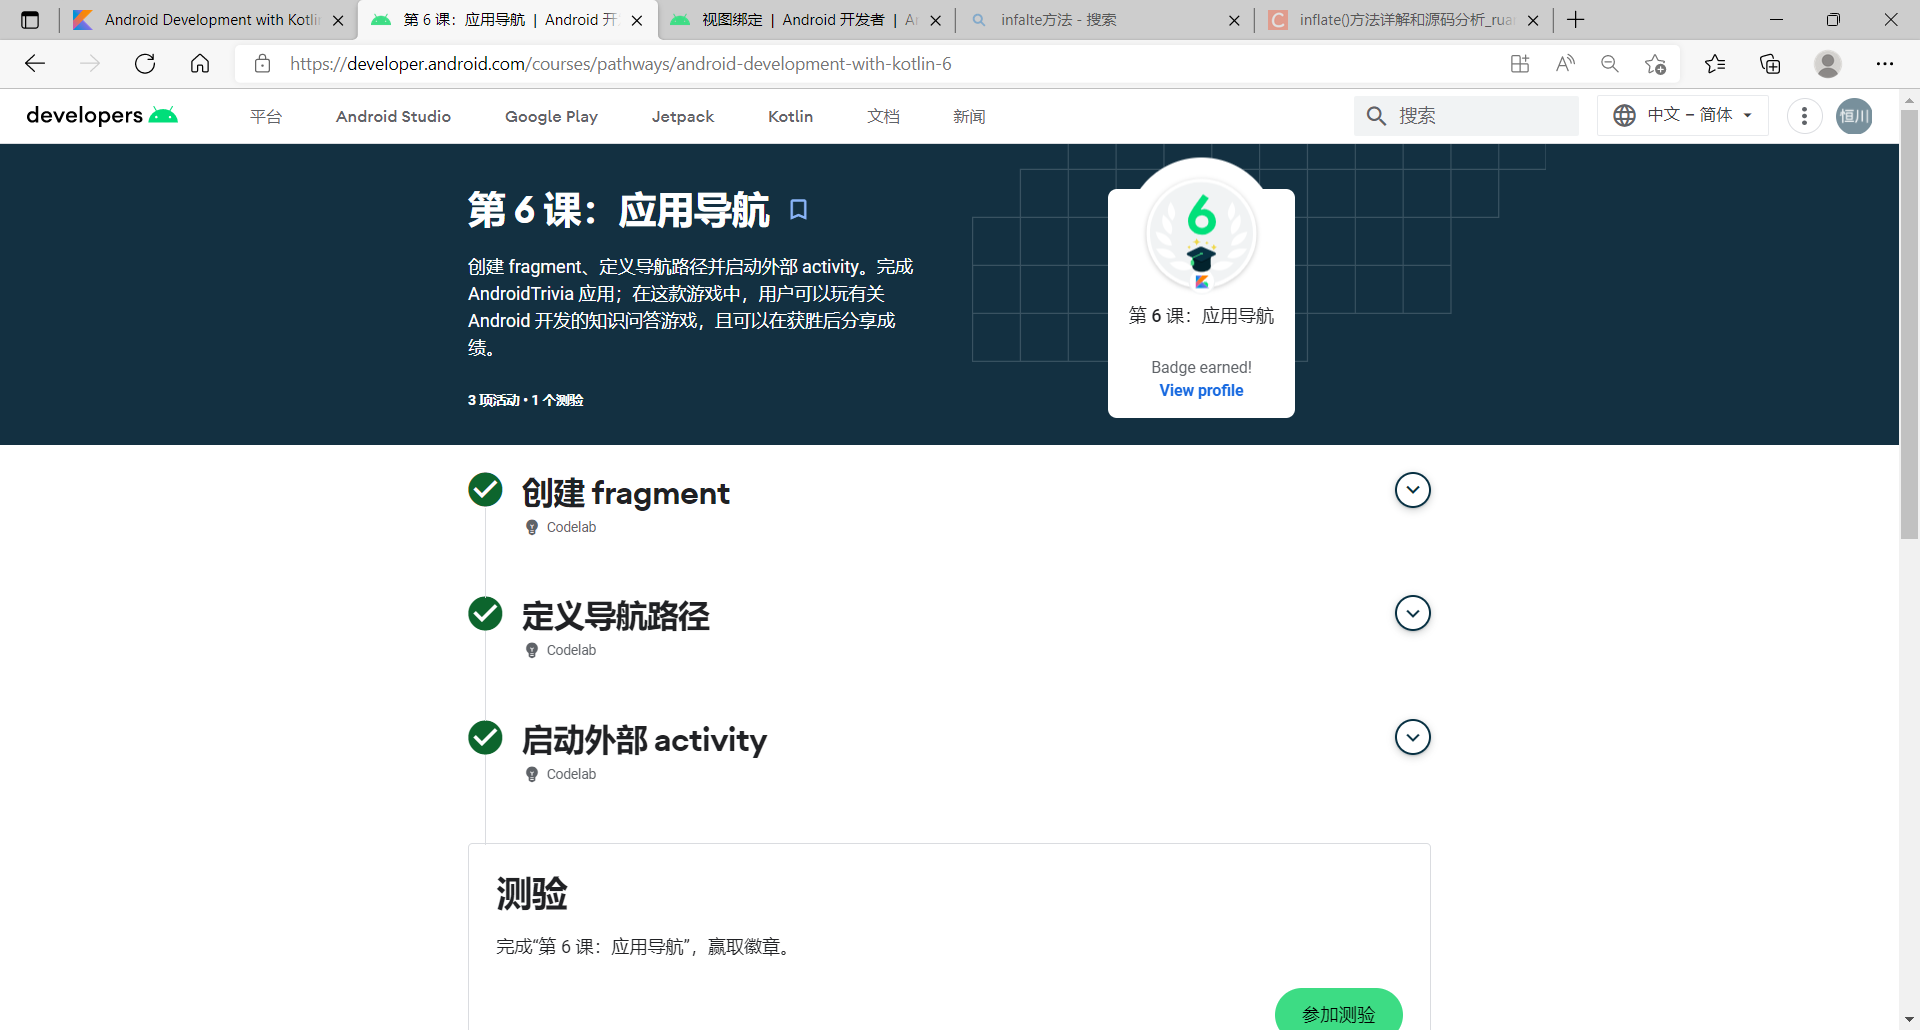 Android Development with Kotli
第 6 课：应用导航 | Android 开
视图绑定 | Android 开发者 | A
infalte方法 - 搜索
inflate()方法详解和源码分析_rua
https://developer.android.com/courses/pathways/android-development-with-kotlin-6
developers
平台
Android Studio
Google Play
Jetpack
Kotlin
文档
新闻
搜索
中文 – 简体
恒川
第 6 课：应用导航
创建 fragment、定义导航路径并启动外部 activity。完成
AndroidTrivia 应用；在这款游戏中，用户可以玩有关
Android 开发的知识问答游戏，且可以在获胜后分享成
绩。
3 项活动 • 1 个测验
6
第 6 课：应用导航
Badge earned!
View profile
创建 fragment
Codelab
定义导航路径
Codelab
启动外部 activity
Codelab
测验
完成“第 6 课：应用导航”，赢取徽章。
参加测验